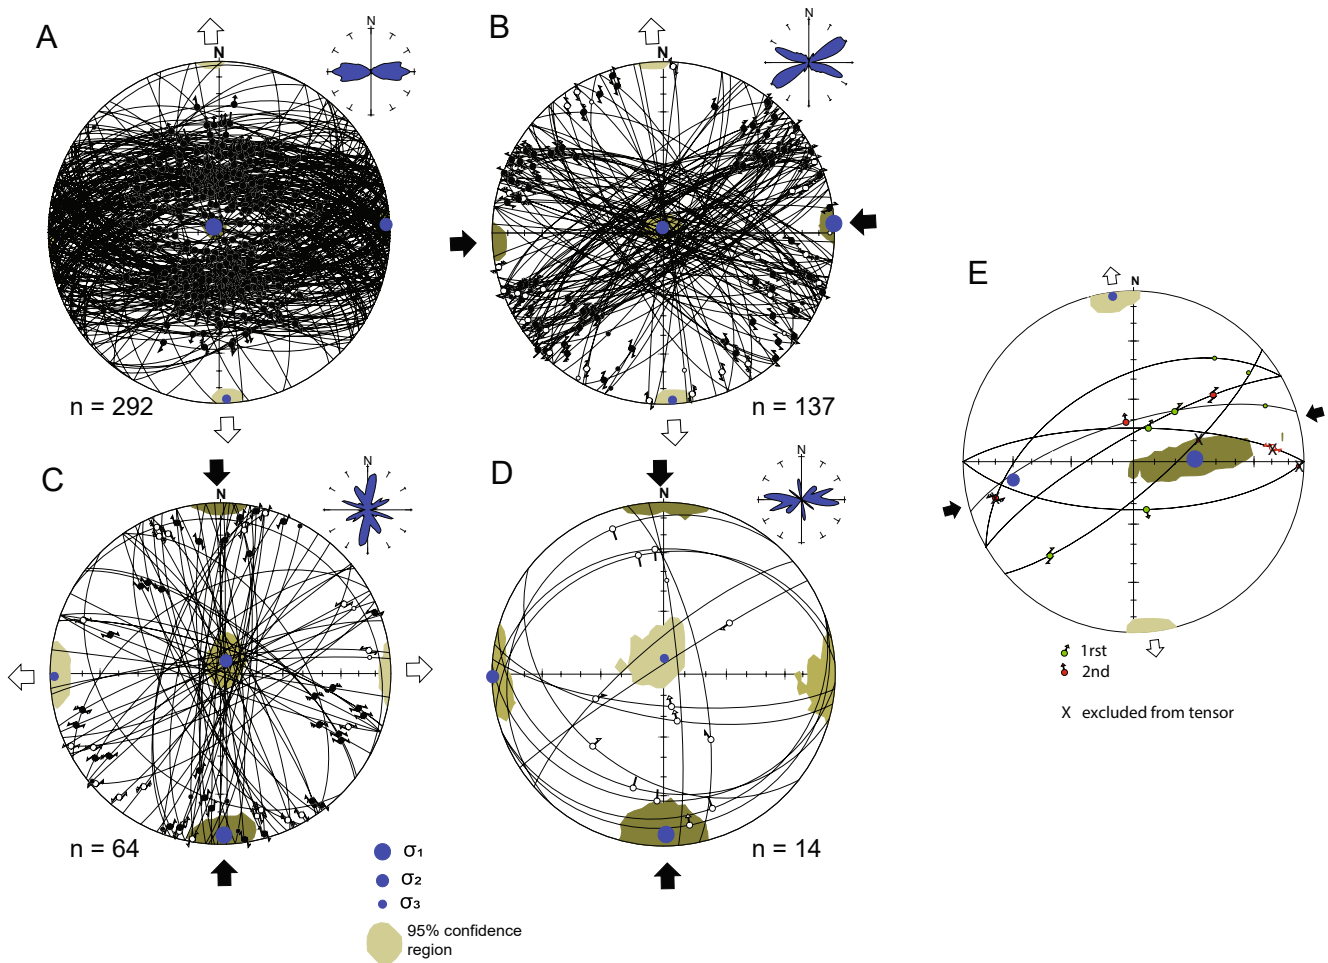 A
N
N
n = 292
B
N
N
n = 137
C
N
N
n = 64
D
N
N
n = 14
E
N
1rst
2nd
X excluded from tensor
X
X
X
σ1
σ2
σ3
95% confidence
region